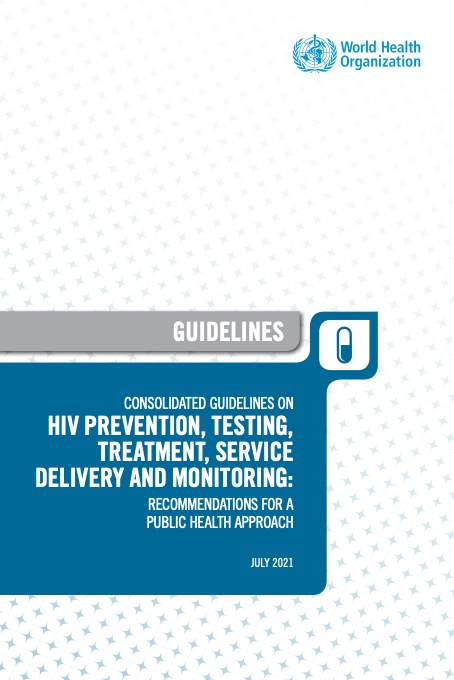 World Health
Organization
GUIDELINES
CONSOLIDATED GUIDELINES ON
HIV PREVENTION, TESTING,
TREATMENT, SERVICE
DELIVERY AND MONITORING:
RECOMMENDATIONS FOR A
PUBLIC HEALTH APPROACH
JULY 2021